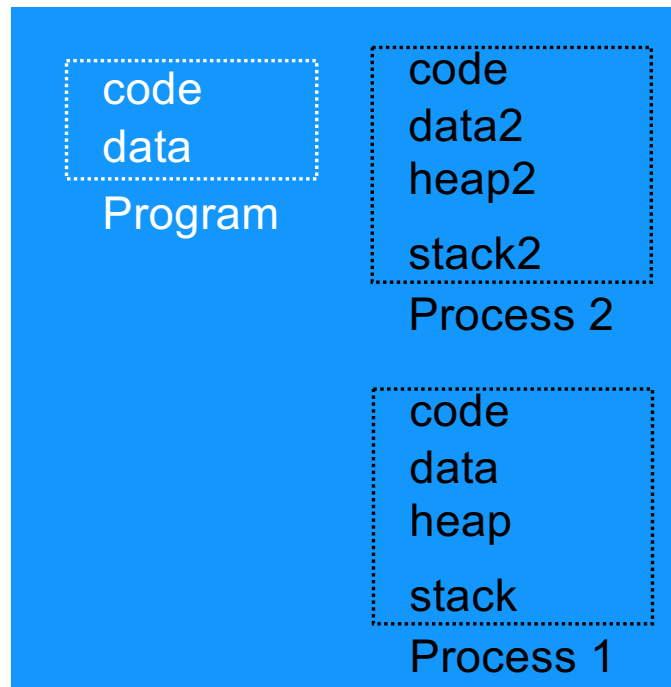 code
data
Program
code
data2
heap2
stack2
Process 2
code
data
heap
stack
Process 1